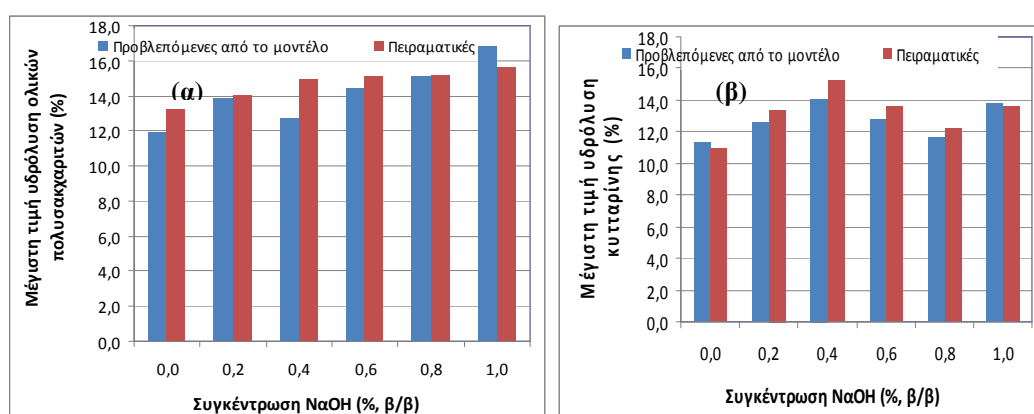 18,0
Προβλεπόμενες από το μοντέλο Πειραματικές
16,0
(α)
14,0
12,0
10,0
8,0
6,0
4,0
2,0
0,0
0,0 0,2 0,4 0,6 0,8 1,0
Μέγιστη τιμή υδρόλυση ολικών
πολυσακχαριτών (%)
Συγκέντρωση ΝαΟΗ (%, β/β)
18,0
Προβλεπόμενες από το μοντέλο Πειραματικές
16,0
(β)
14,0
12,0
10,0
8,0
6,0
4,0
2,0
0,0
0,0 0,2 0,4 0,6 0,8 1,0
Μέγιστη τιμή υδρόλυση
κυτταρίνης (%)
Συγκέντρωση ΝαΟΗ (%, β/β)